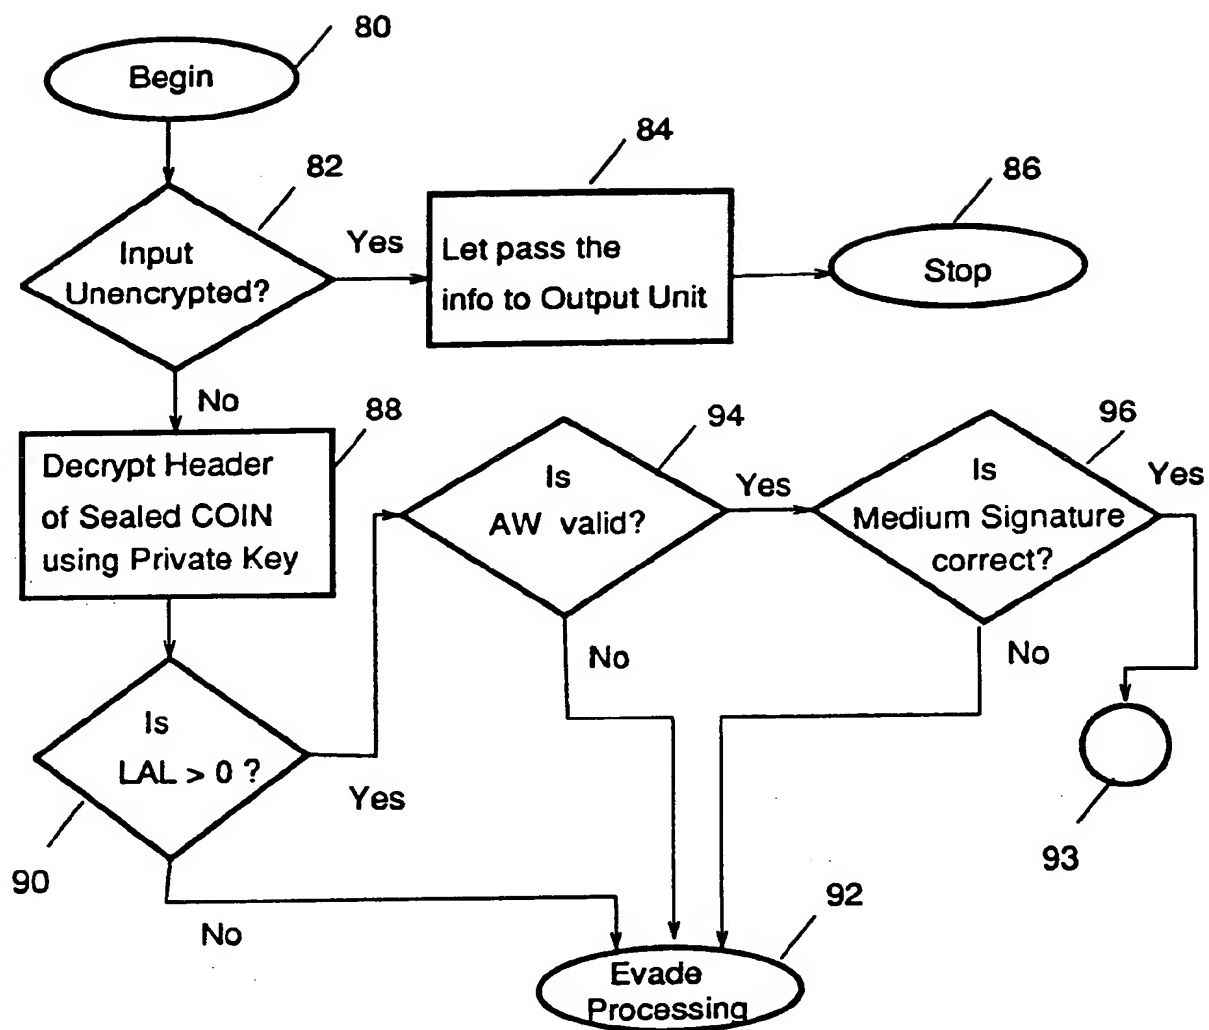 80
Begin
84
82
86
Input
Unencrypted?
Yes
Let pass the
info to Output Unit
Stop
No
88
94
96
Decrypt Header
of Sealed COIN
using Private Key
Is
AW valid?
Yes
Is
Medium Signature
correct?
Yes
No
No
Is
LAL > 0 ?
Yes
93
90
No
92
Evade
Processing